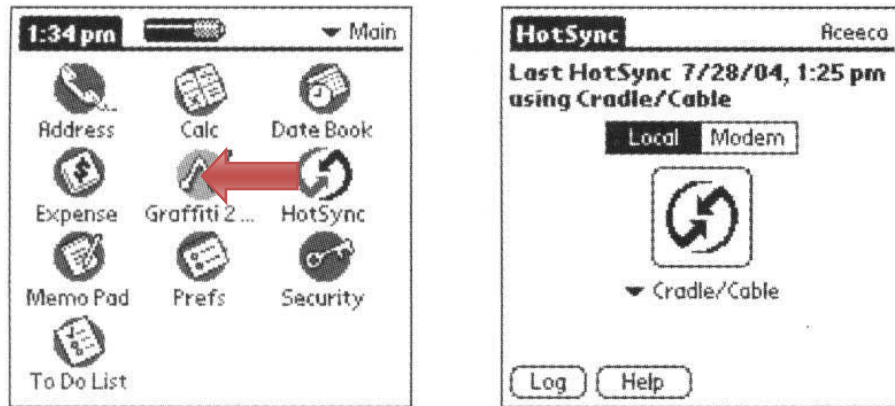 1:34 pm
Main
Address
Calc
Date Book
Expense
Graffiti 2 ...
HotSync
Memo Pad
Prefs
Security
To Do List
HotSync
Aceeca
Last HotSync 7/28/04, 1:25 pm
using Cradle/Cable
Local
Modem
Cradle/Cable
Log
Help